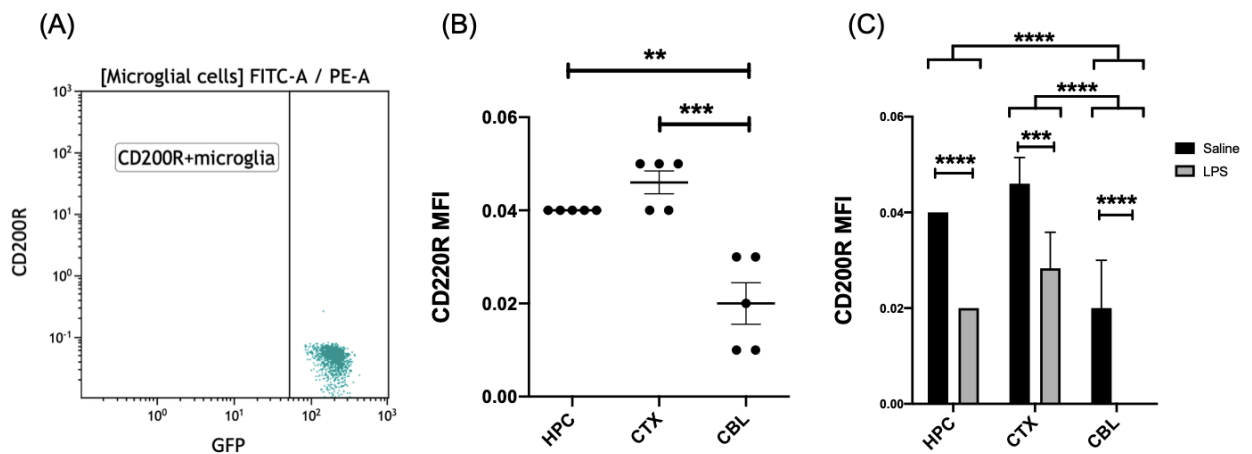 (A)
[Microglial cells] FITC-A / PE-A
10³
10²
10¹
10⁰
10⁻¹
CD200R
CD200R+microglia
10⁰
10¹
10²
10³
GFP
(B)
**
***
0.06
0.04
0.02
0.00
CD220R MFI
HPC
CTX
CBL
(C)
****
****
****
***
****
0.06
0.04
0.02
0.00
CD200R MFI
HPC
CTX
CBL
Saline
LPS